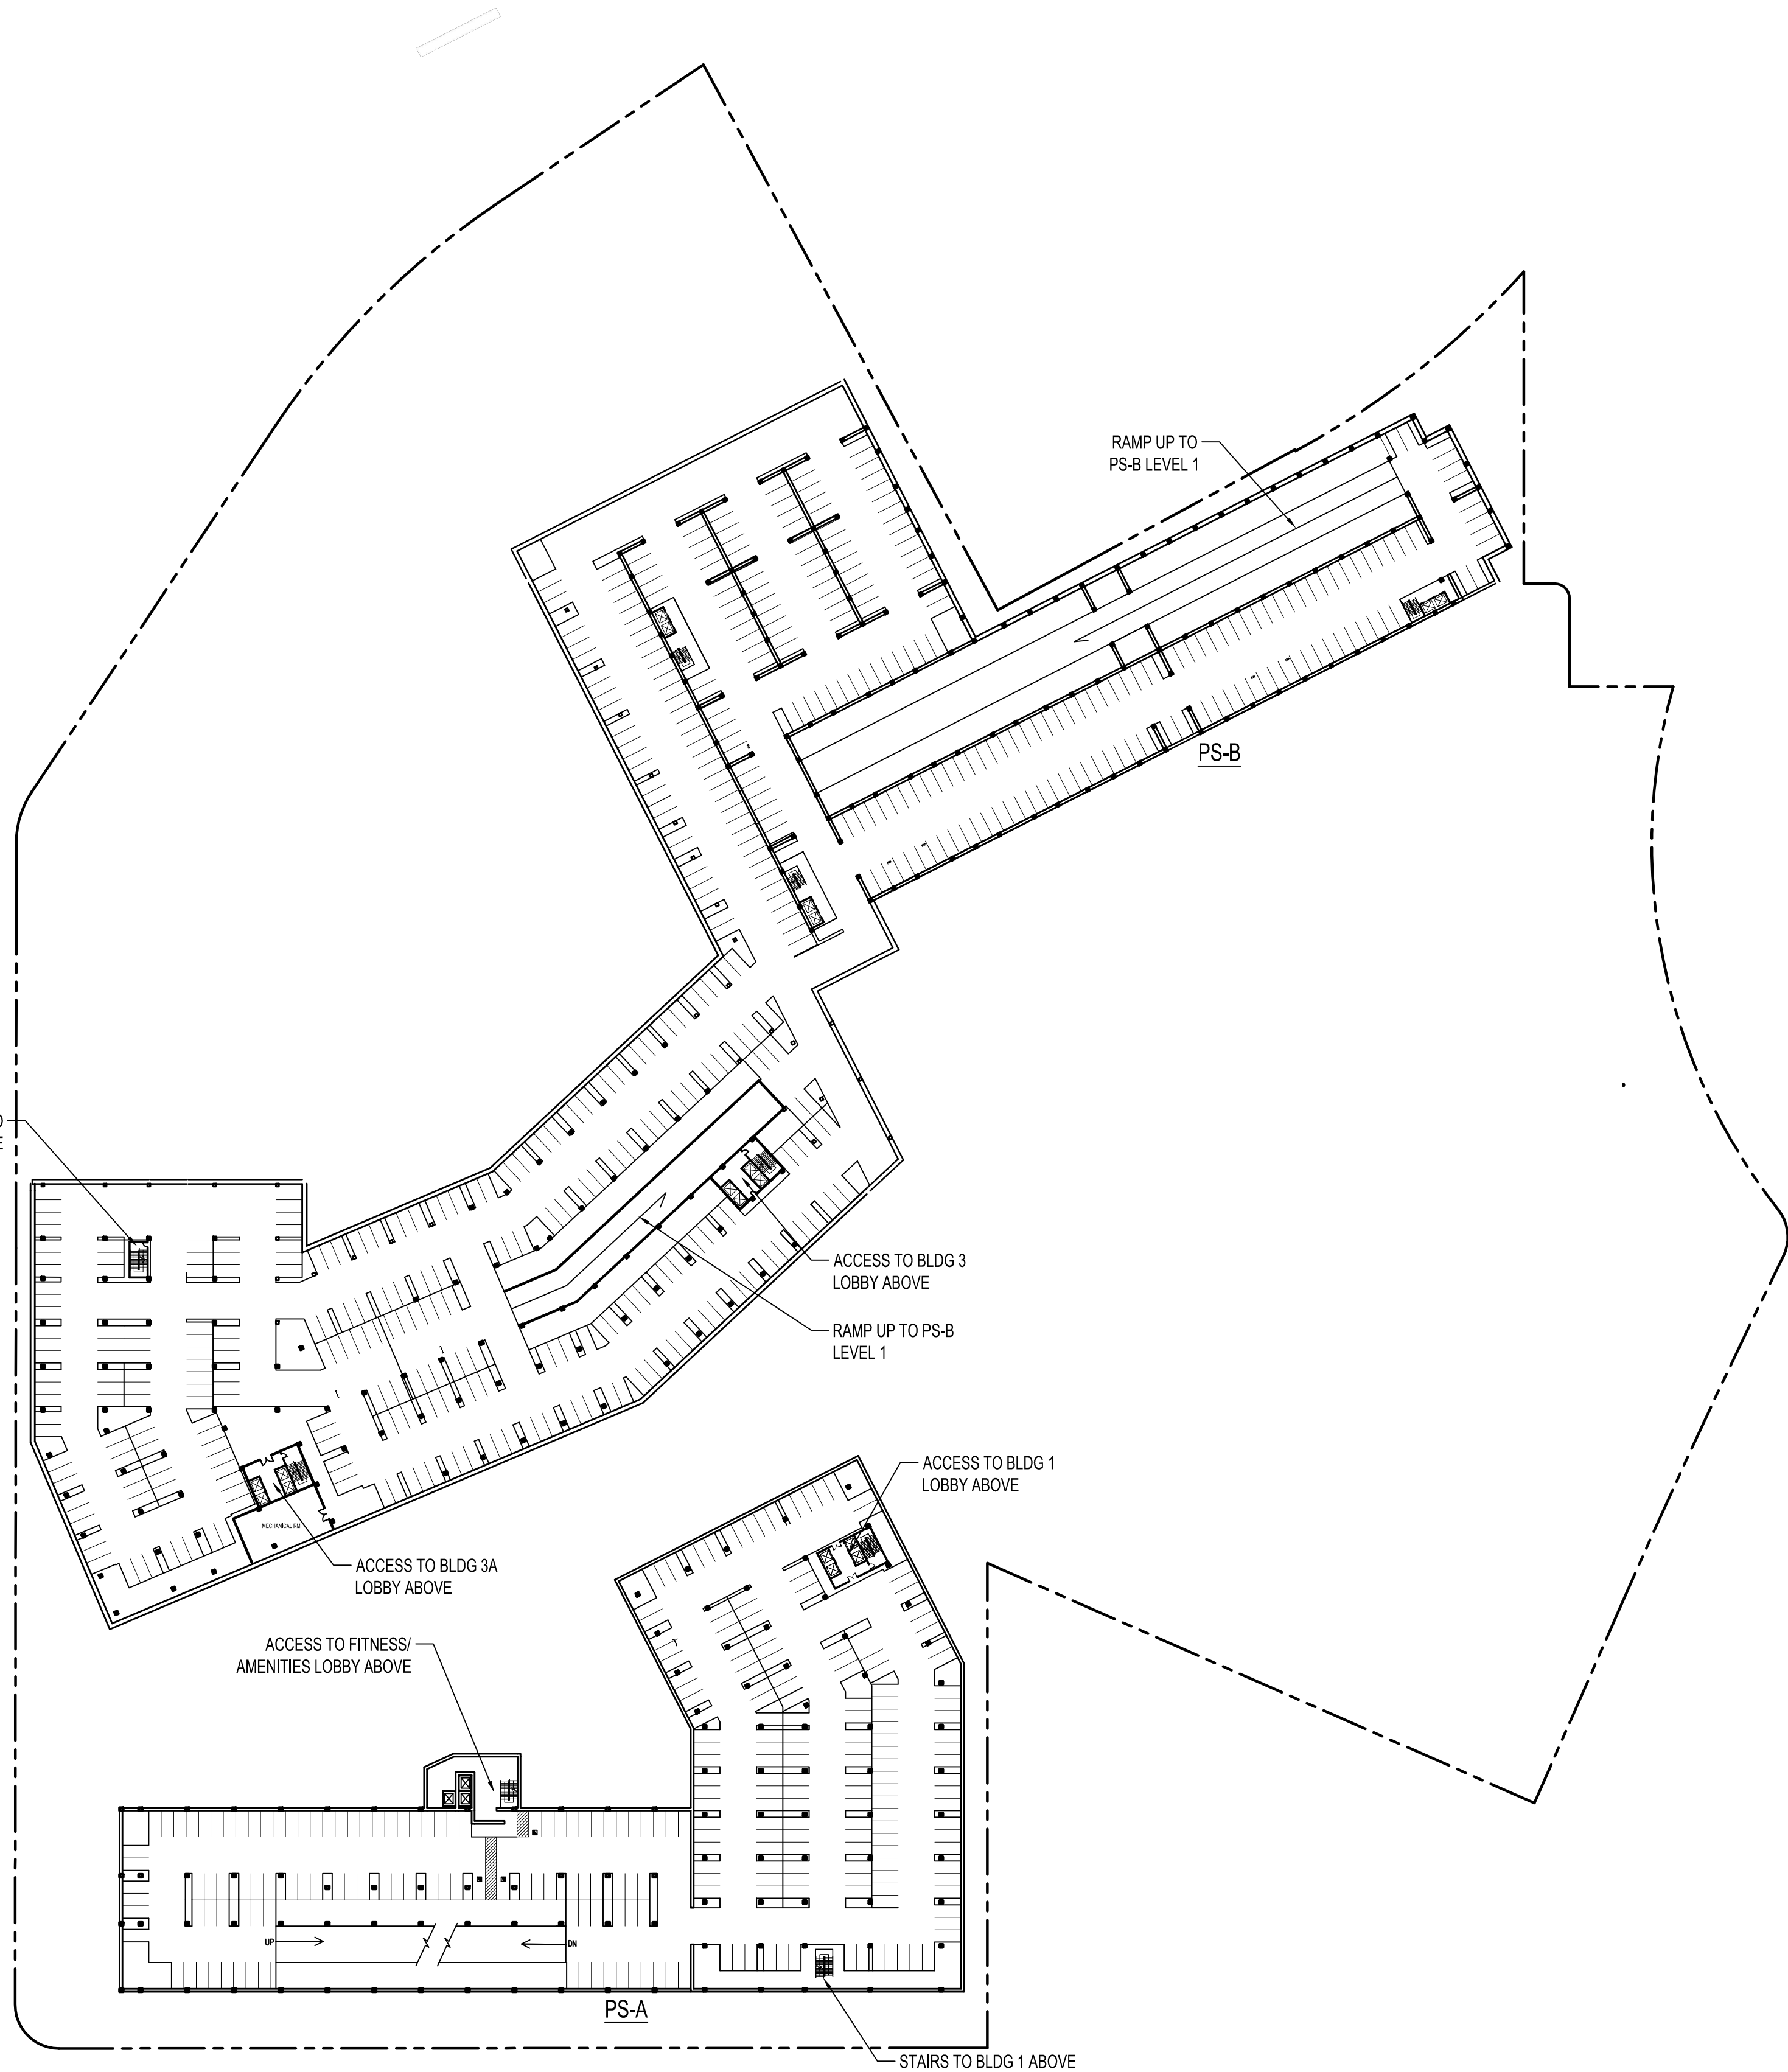 RAMP UP TO
PS-B LEVEL 1
PS-B
ACCESS TO BLDG 3
LOBBY ABOVE
RAMP UP TO PS-B
LEVEL 1
ACCESS TO BLDG 1
LOBBY ABOVE
MECHANICAL RM
ACCESS TO BLDG 3A
LOBBY ABOVE
ACCESS TO FITNESS/
AMENITIES LOBBY ABOVE
UP
DN
PS-A
STAIRS TO BLDG 1 ABOVE